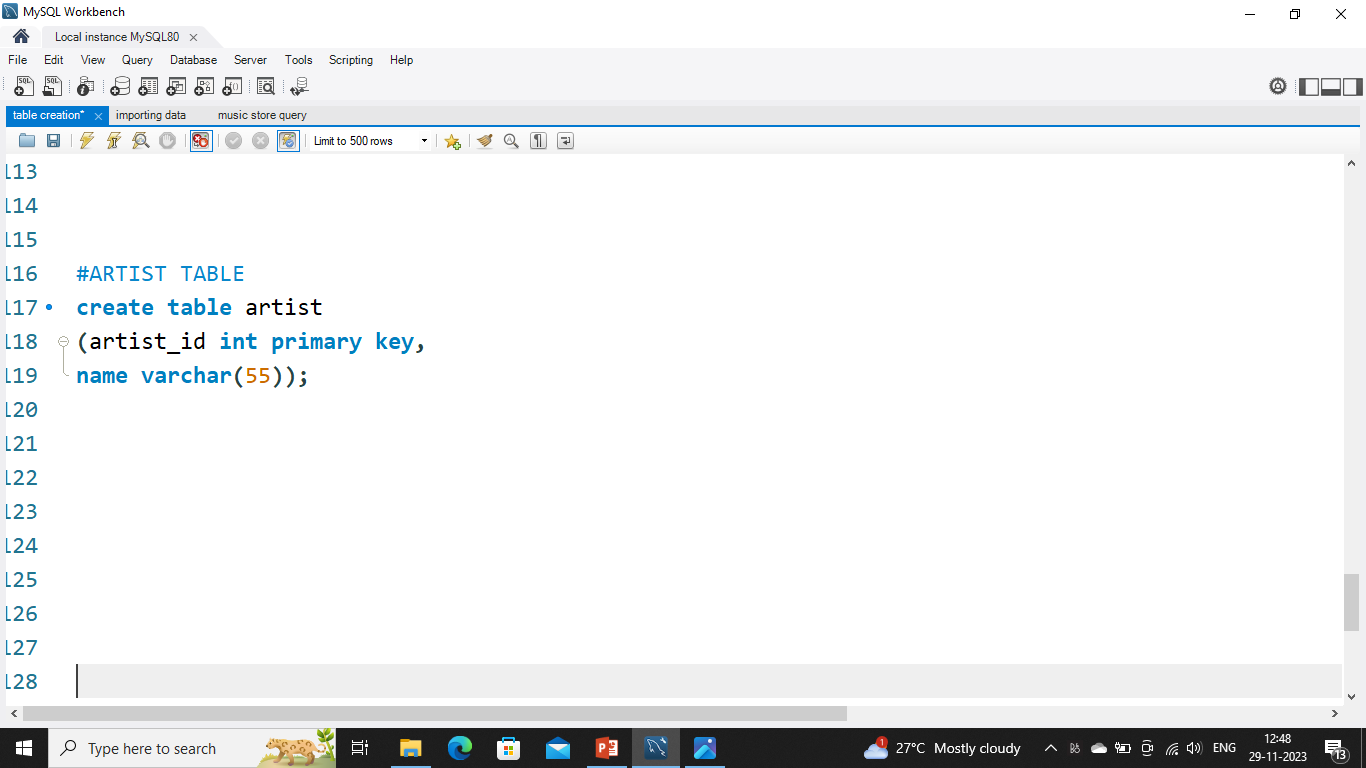 MySQL Workbench
Local instance MySQL80
File Edit View Query Database Server Tools Scripting Help
table creation* importing data music store query
Limit to 500 rows
113
114
115
116 #ARTIST TABLE
117 create table artist
118 (artist_id int primary key,
119 name varchar(55));
120
121
122
123
124
125
126
127
128
Type here to search
1
27°C Mostly cloudy
ENG
12:48
29-11-2023
13